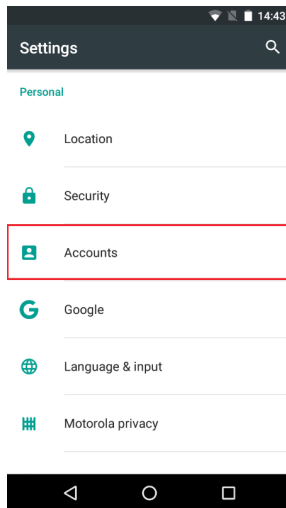 14:43
Settings
Personal
Location
Security
Accounts
Google
Language & input
Motorola privacy